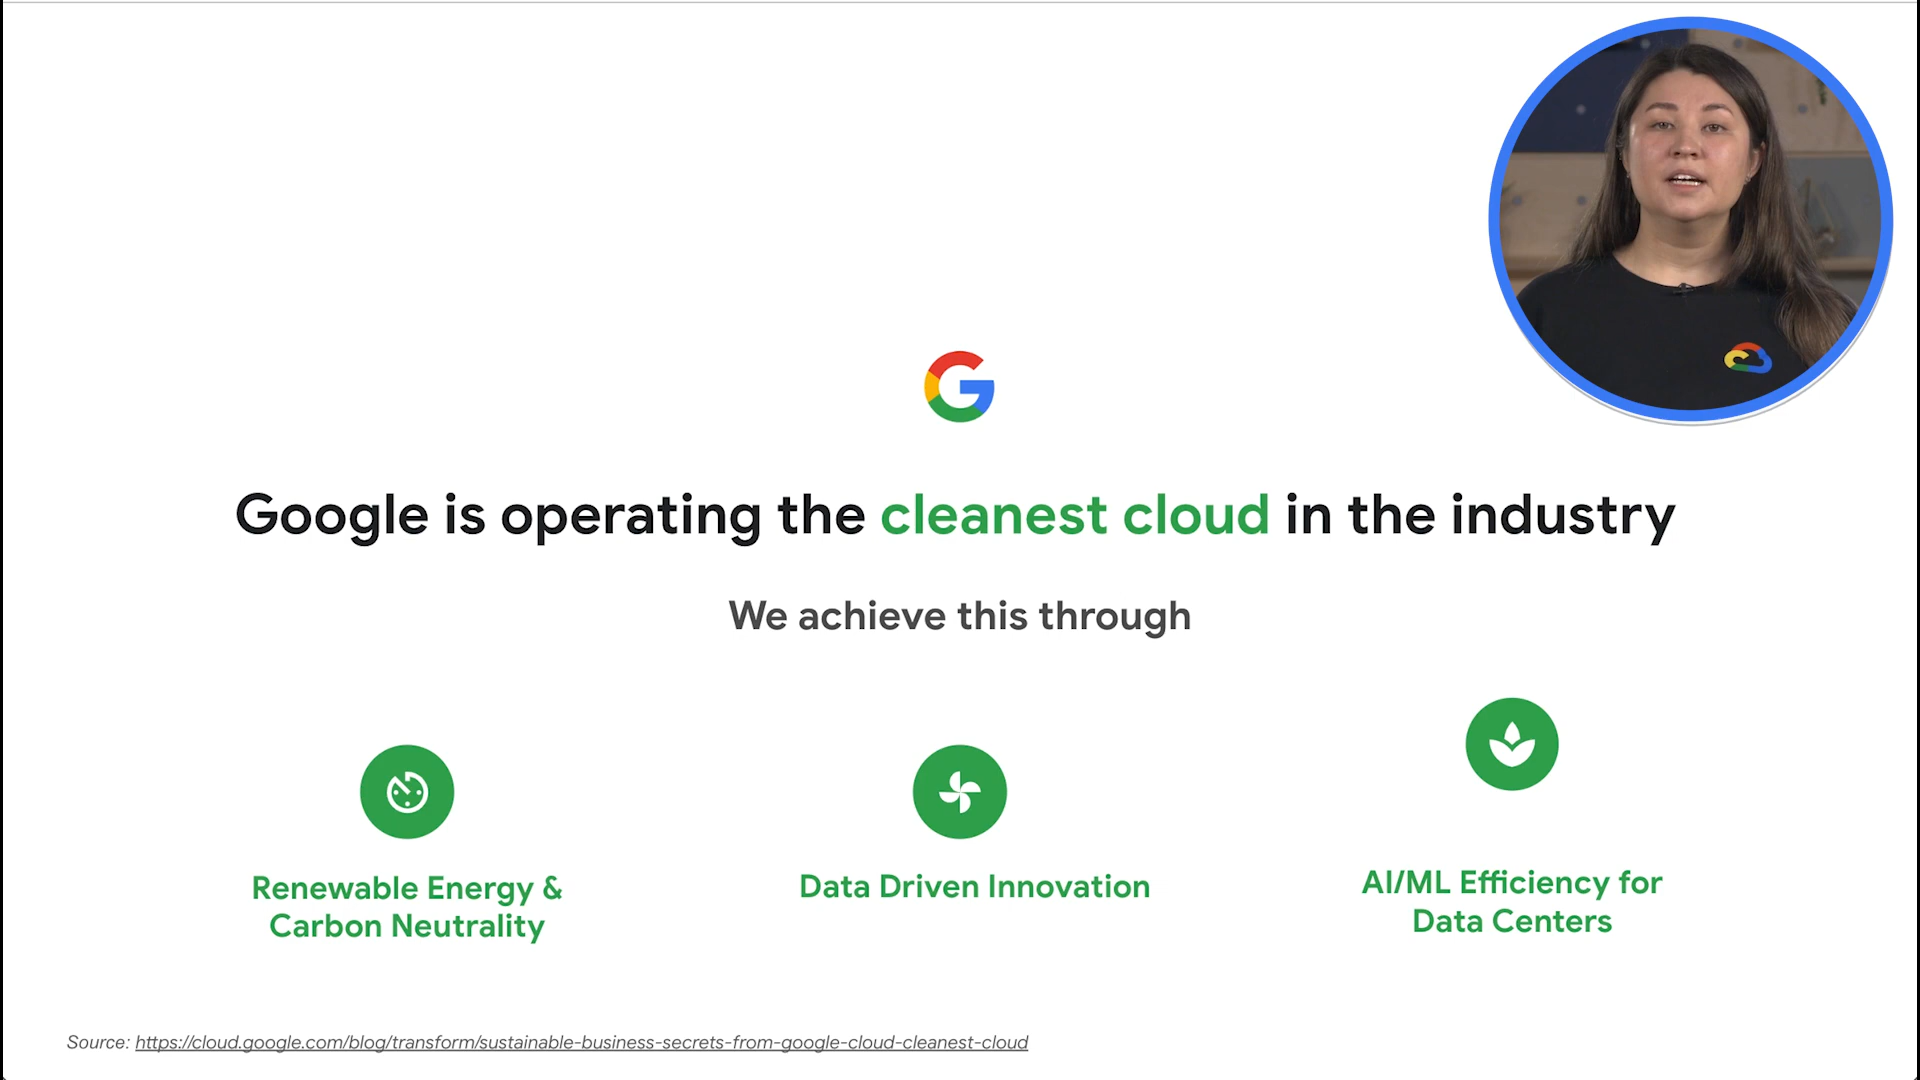 Google is operating the cleanest cloud in the industry
We achieve this through
Renewable Energy &
Carbon Neutrality
Data Driven Innovation
AI/ML Efficiency for
Data Centers
Source: https://cloud.google.com/blog/transform/sustainable-business-secrets-from-google-cloud-cleanest-cloud